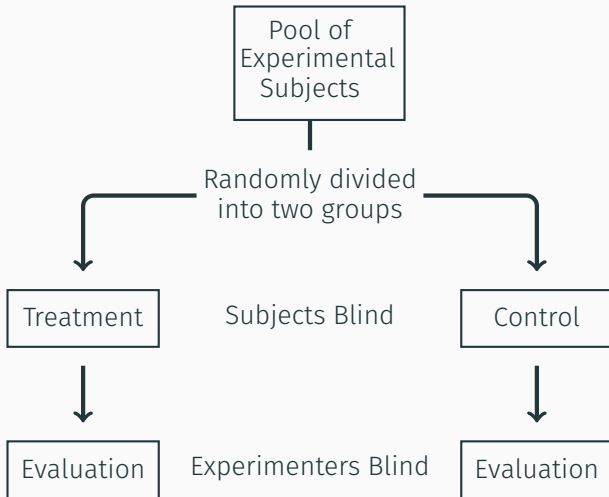 Pool of
Experimental
Subjects
Randomly divided
into two groups
Treatment
Subjects Blind
Control
Evaluation
Experimenters Blind
Evaluation